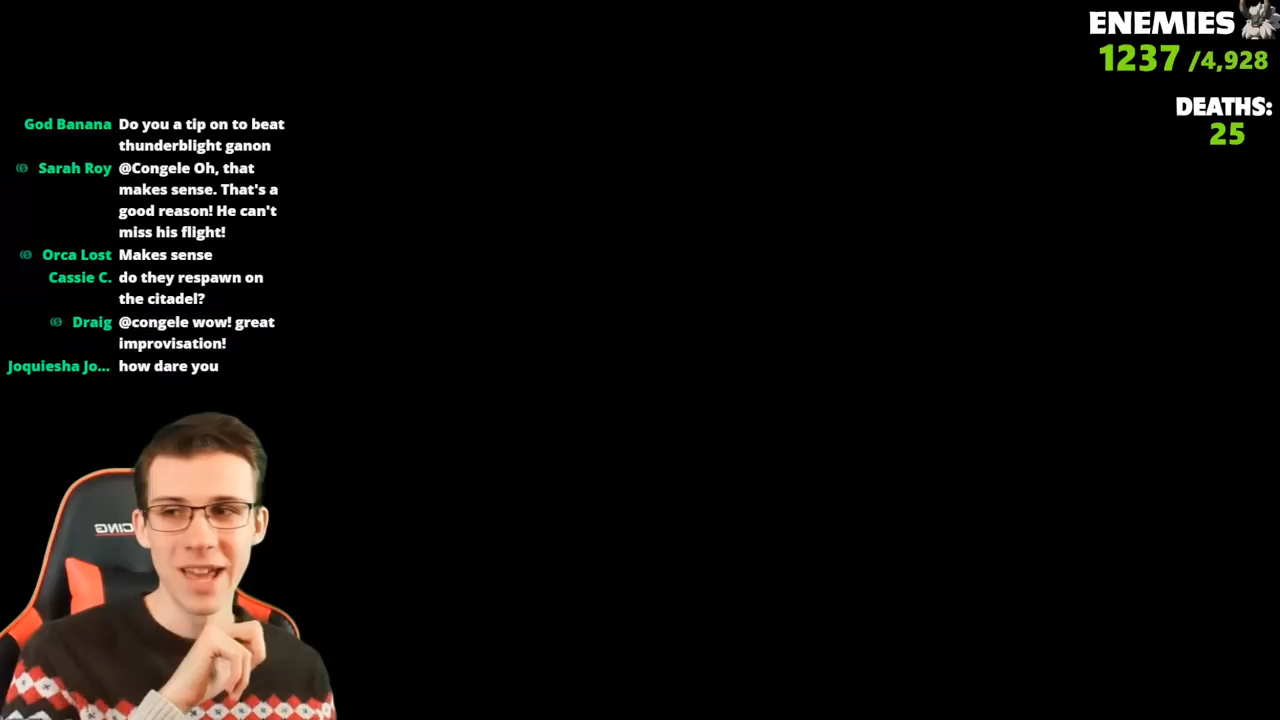 ENEMIES
1237 /4,928
DEATHS:
25
God Banana Do you a tip on to beat
thunderblight ganon
Sarah Roy @Congele Oh, that
makes sense. That's a
good reason! He can't
miss his flight!
Orca Lost Makes sense
Cassie C. do they respawn on
the citadel?
Draig @congele wow! great
improvisation!
Joquiesha Jo... how dare you
CING